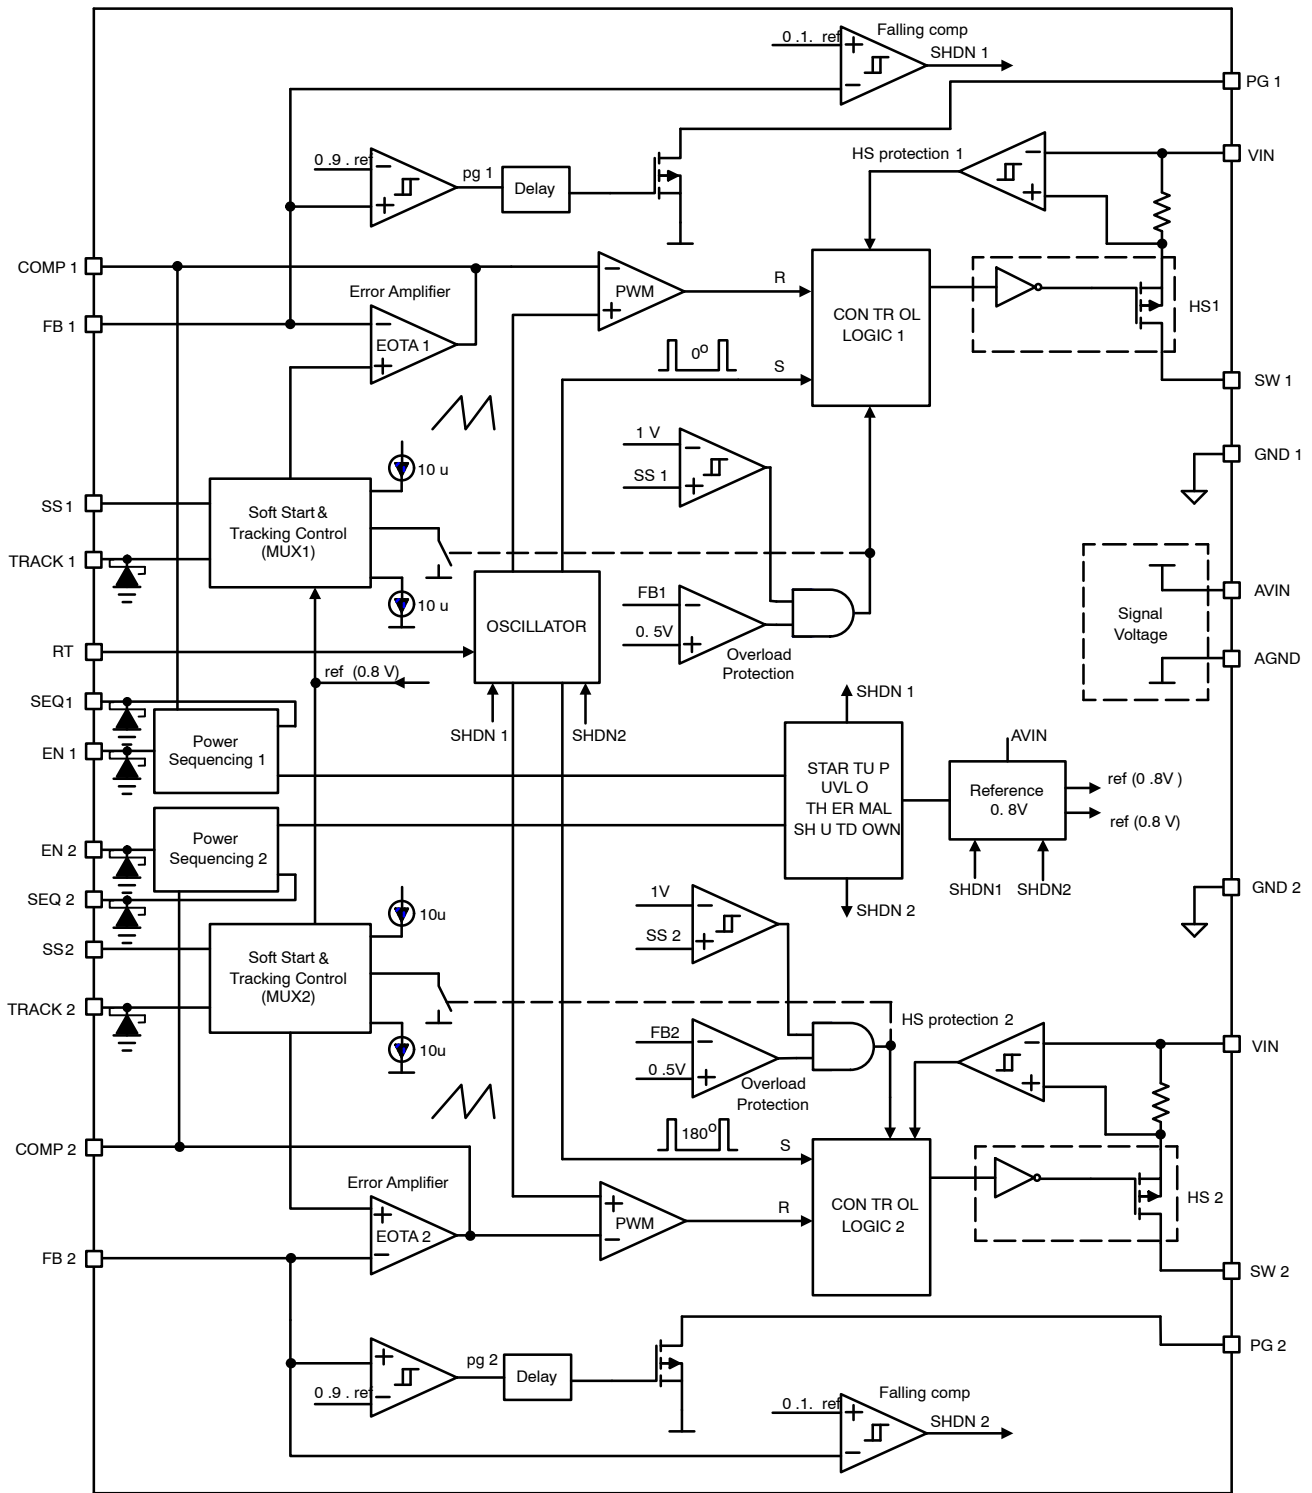 Falling comp
0 .1. ref
SHDN 1
PG 1
0 .9 . ref
pg 1
Delay
HS protection 1
VIN
COMP 1
Error Amplifier
PWM
R
CON TR OL
LOGIC 1
HS1
FB 1
EOTA 1
0º
S
SW 1
1 V
SS 1
10 u
GND 1
SS1
Soft Start &
Tracking Control
(MUX1)
TRACK 1
10 u
OSCILLATOR
FB1
0. 5V
Overload
Protection
Signal
Voltage
AVIN
AGND
RT
ref (0.8 V)
SEQ1
EN 1
Power
Sequencing 1
SHDN 1
SHDN2
SHDN 1
STAR TU P
UVL O
TH ER MAL
SH U TD OWN
AVIN
Reference
0. 8V
ref (0 .8V )
ref (0.8 V)
EN 2
Power
Sequencing 2
SEQ 2
SHDN1
SHDN2
SHDN 2
GND 2
10u
1V
SS 2
SS2
Soft Start &
Tracking Control
(MUX2)
TRACK 2
10u
FB2
0 .5V
Overload
Protection
HS protection 2
VIN
COMP 2
180º
S
Error Amplifier
EOTA 2
PWM
R
CON TR OL
LOGIC 2
HS 2
FB 2
SW 2
pg 2
Delay
0 .9 . ref
PG 2
Falling comp
0 .1. ref
SHDN 2